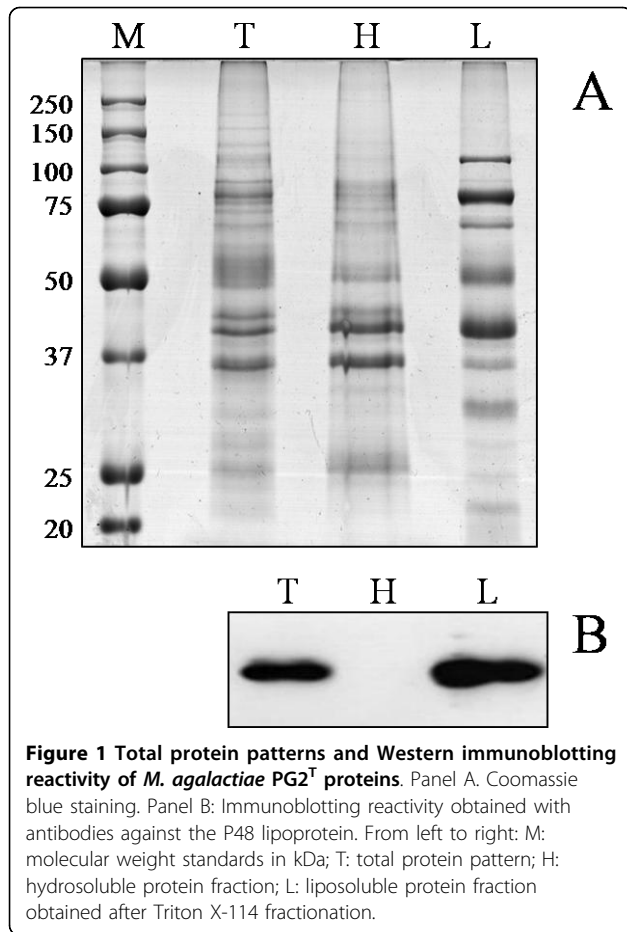 M T H L
A
250
150
100
75
50
37
25
20
T H L
B
Figure 1 Total protein patterns and Western immunoblotting
reactivity of M. agalactiae PG2ᵀ proteins. Panel A. Coomassie
blue staining. Panel B: Immunoblotting reactivity obtained with
antibodies against the P48 lipoprotein. From left to right: M:
molecular weight standards in kDa; T: total protein pattern; H:
hydrosoluble protein fraction; L: liposoluble protein fraction
obtained after Triton X-114 fractionation.